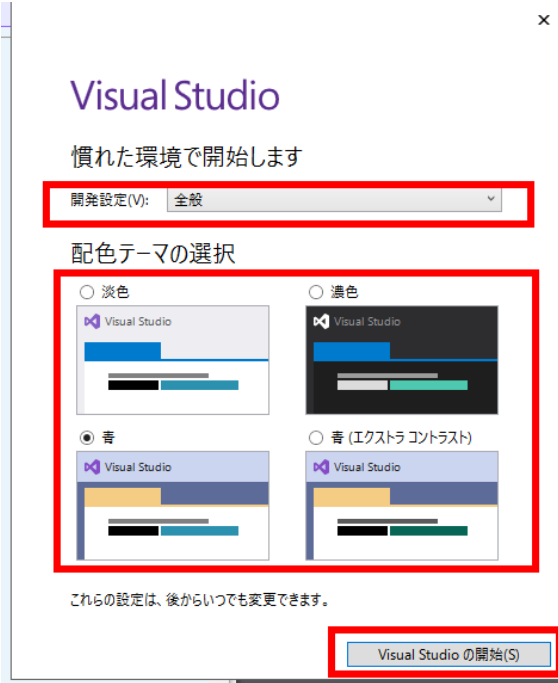 Visual Studio
慣れた環境で開始します
開発設定(V): 全般
配色テーマの選択
淡色
濃色
Visual Studio
Visual Studio
青
青 (エクストラ コントラスト)
Visual Studio
Visual Studio
これらの設定は、後からいつでも変更できます。
Visual Studio の開始(S)